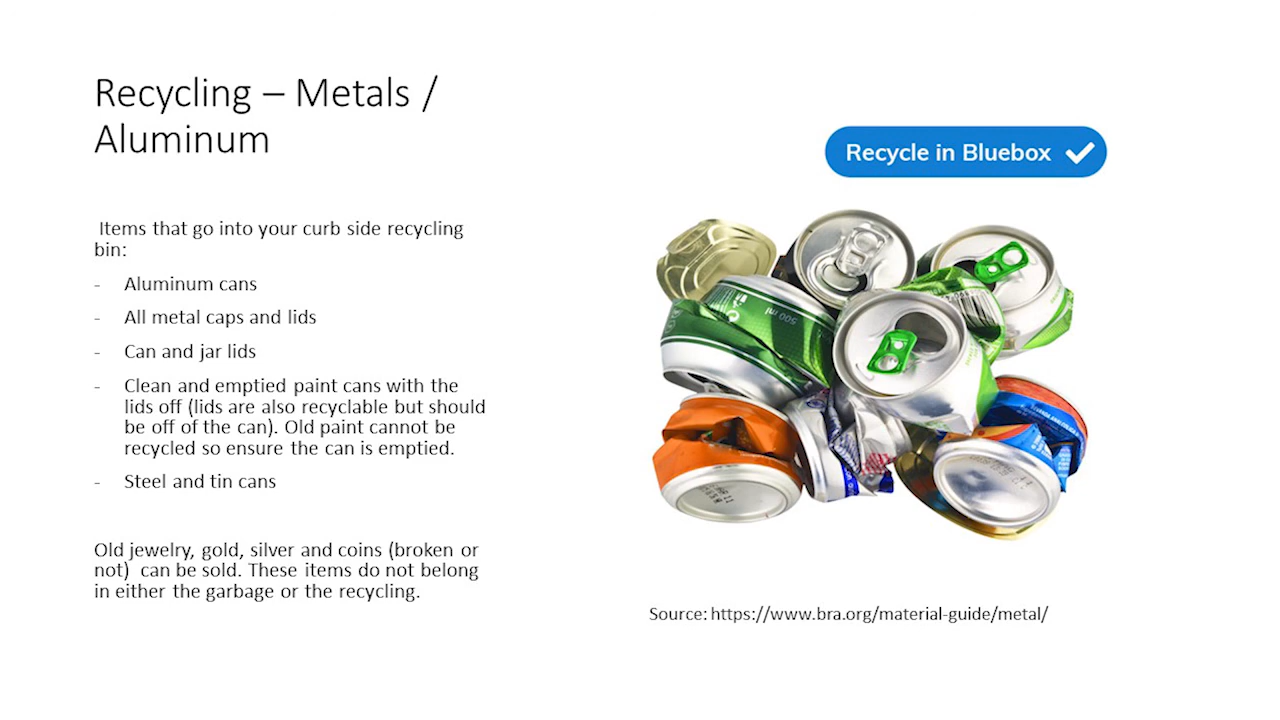 Recycling – Metals /
Aluminum
Items that go into your curb side recycling
bin:
- Aluminum cans
- All metal caps and lids
- Can and jar lids
- Clean and emptied paint cans with the
lids off (lids are also recyclable but should
be off of the can). Old paint cannot be
recycled so ensure the can is emptied.
- Steel and tin cans
Old jewelry, gold, silver and coins (broken or
not)  can be sold. These items do not belong
in either the garbage or the recycling.
Recycle in Bluebox
500 ml
Source: https://www.bra.org/material-guide/metal/